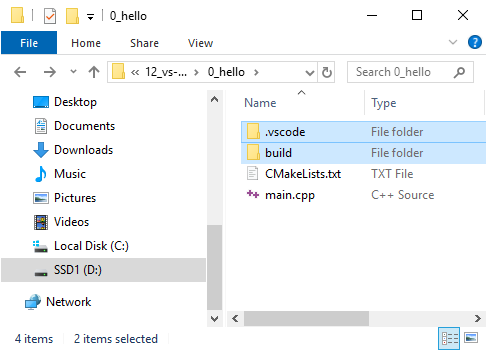 0_hello
File Home Share View
« 12_vs-... › 0_hello ›
Search 0_hello
Desktop
Documents
Downloads
Music
Pictures
Videos
Local Disk (C:)
SSD1 (D:)
Network
Name Type
.vscode File folder
build File folder
CMakeLists.txt TXT File
main.cpp C++ Source
4 items 2 items selected